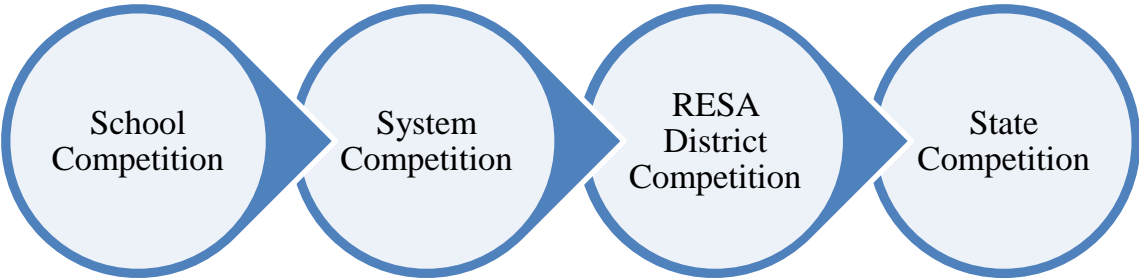 School
Competition
System
Competition
RESA
District
Competition
State
Competition